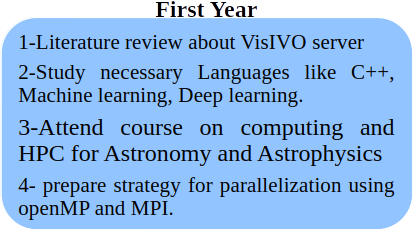 First Year
1-Literature review about VisIVO server
2-Study necessary Languages like C++,
Machine learning, Deep learning.
3-Attend course on computing and
HPC for Astronomy and Astrophysics
4- prepare strategy for parallelization using
openMP and MPI.